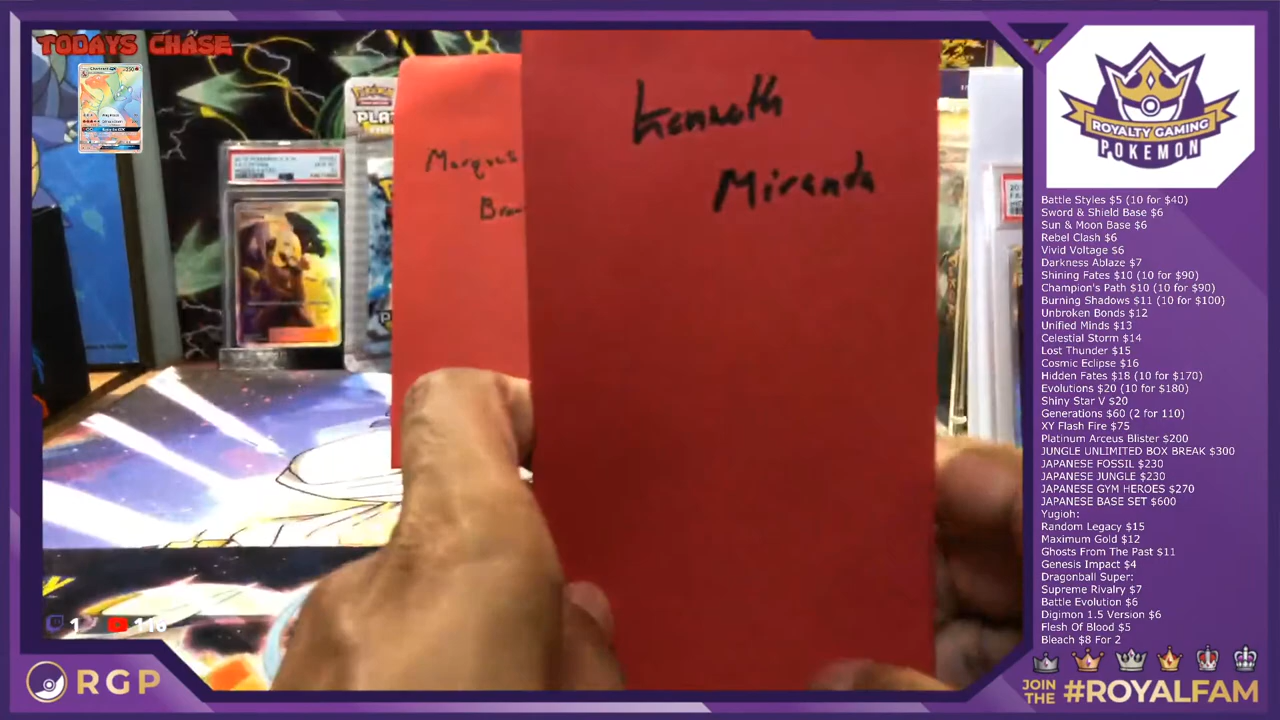 TODAYS CHASE
Kenneth
Miranda
Marques
ROYALTY GAMING
POKEMON
Battle Styles $5 (10 for $40)
Sword & Shield Base $6
Sun & Moon Base $6
Rebel Clash $6
Vivid Voltage $6
Darkness Ablaze $7
Shining Fates $10 (10 for $90)
Champion's Path $10 (10 for $90)
Burning Shadows $11 (10 for $100)
Unbroken Bonds $12
Unified Minds $13
Celestial Storm $14
Lost Thunder $15
Cosmic Eclipse $16
Hidden Fates $18 (10 for $170)
Evolutions $20 (10 for $180)
Shiny Star V $20
Generations $60 (2 for 110)
XY Flash Fire $75
Platinum Arceus Blister $200
JUNGLE UNLIMITED BOX BREAK $300
JAPANESE FOSSIL $230
JAPANESE JUNGLE $230
JAPANESE GYM HEROES $270
JAPANESE BASE SET $600
Yugioh:
Random Legacy $15
Maximum Gold $12
Ghosts From The Past $11
Genesis Impact $4
Dragonball Super:
Supreme Rivalry $7
Battle Evolution $6
Digimon 1.5 Version $6
Flesh Of Blood $5
Bleach $8 For 2
1
116
RGP
JOIN
THE #ROYALFAM